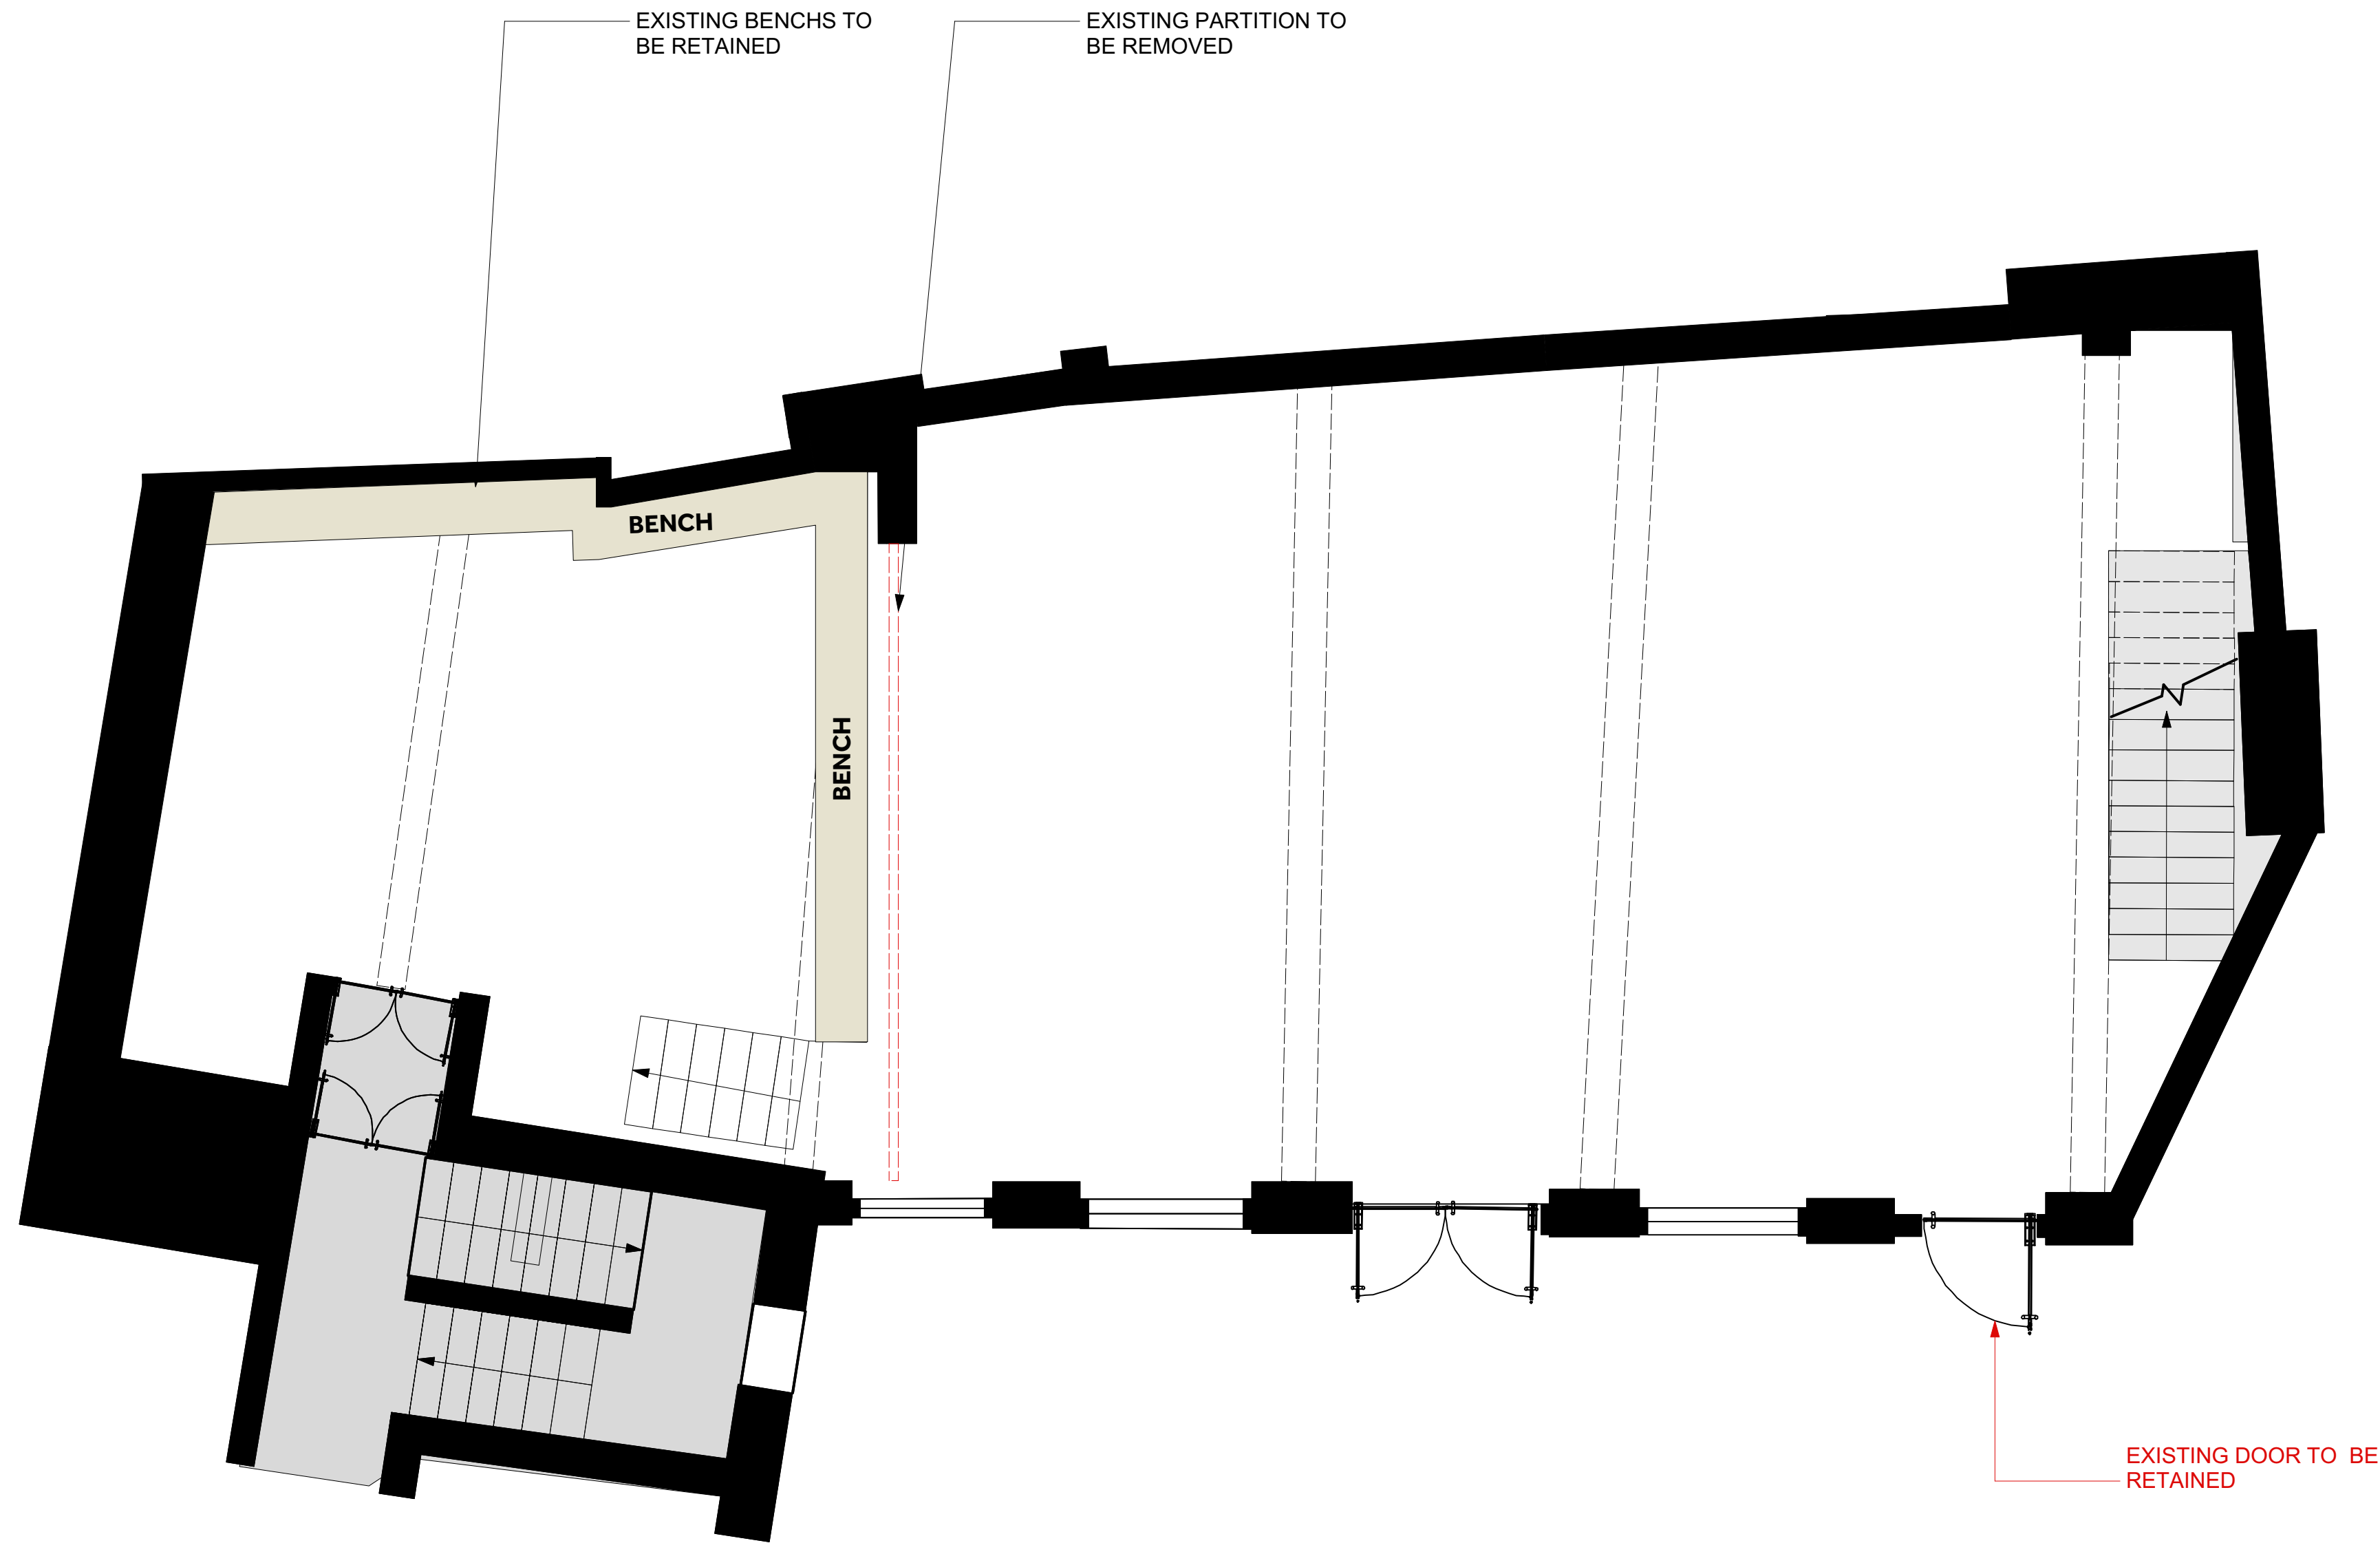 EXISTING BENCHS TO
BE RETAINED
EXISTING PARTITION TO
BE REMOVED
BENCH
BENCH
EXISTING DOOR TO  BE
RETAINED